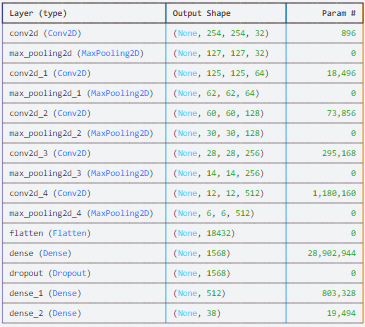 Layer (type) Output Shape Param #
conv2d (Conv2D) (None, 254, 254, 32) 896
max_pooling2d (MaxPooling2D) (None, 127, 127, 32) 0
conv2d_1 (Conv2D) (None, 125, 125, 64) 18,496
max_pooling2d_1 (MaxPooling2D) (None, 62, 62, 64) 0
conv2d_2 (Conv2D) (None, 60, 60, 128) 73,856
max_pooling2d_2 (MaxPooling2D) (None, 30, 30, 128) 0
conv2d_3 (Conv2D) (None, 28, 28, 256) 295,168
max_pooling2d_3 (MaxPooling2D) (None, 14, 14, 256) 0
conv2d_4 (Conv2D) (None, 12, 12, 512) 1,180,160
max_pooling2d_4 (MaxPooling2D) (None, 6, 6, 512) 0
flatten (Flatten) (None, 18432) 0
dense (Dense) (None, 1568) 28,902,944
dropout (Dropout) (None, 1568) 0
dense_1 (Dense) (None, 512) 803,328
dense_2 (Dense) (None, 38) 19,494